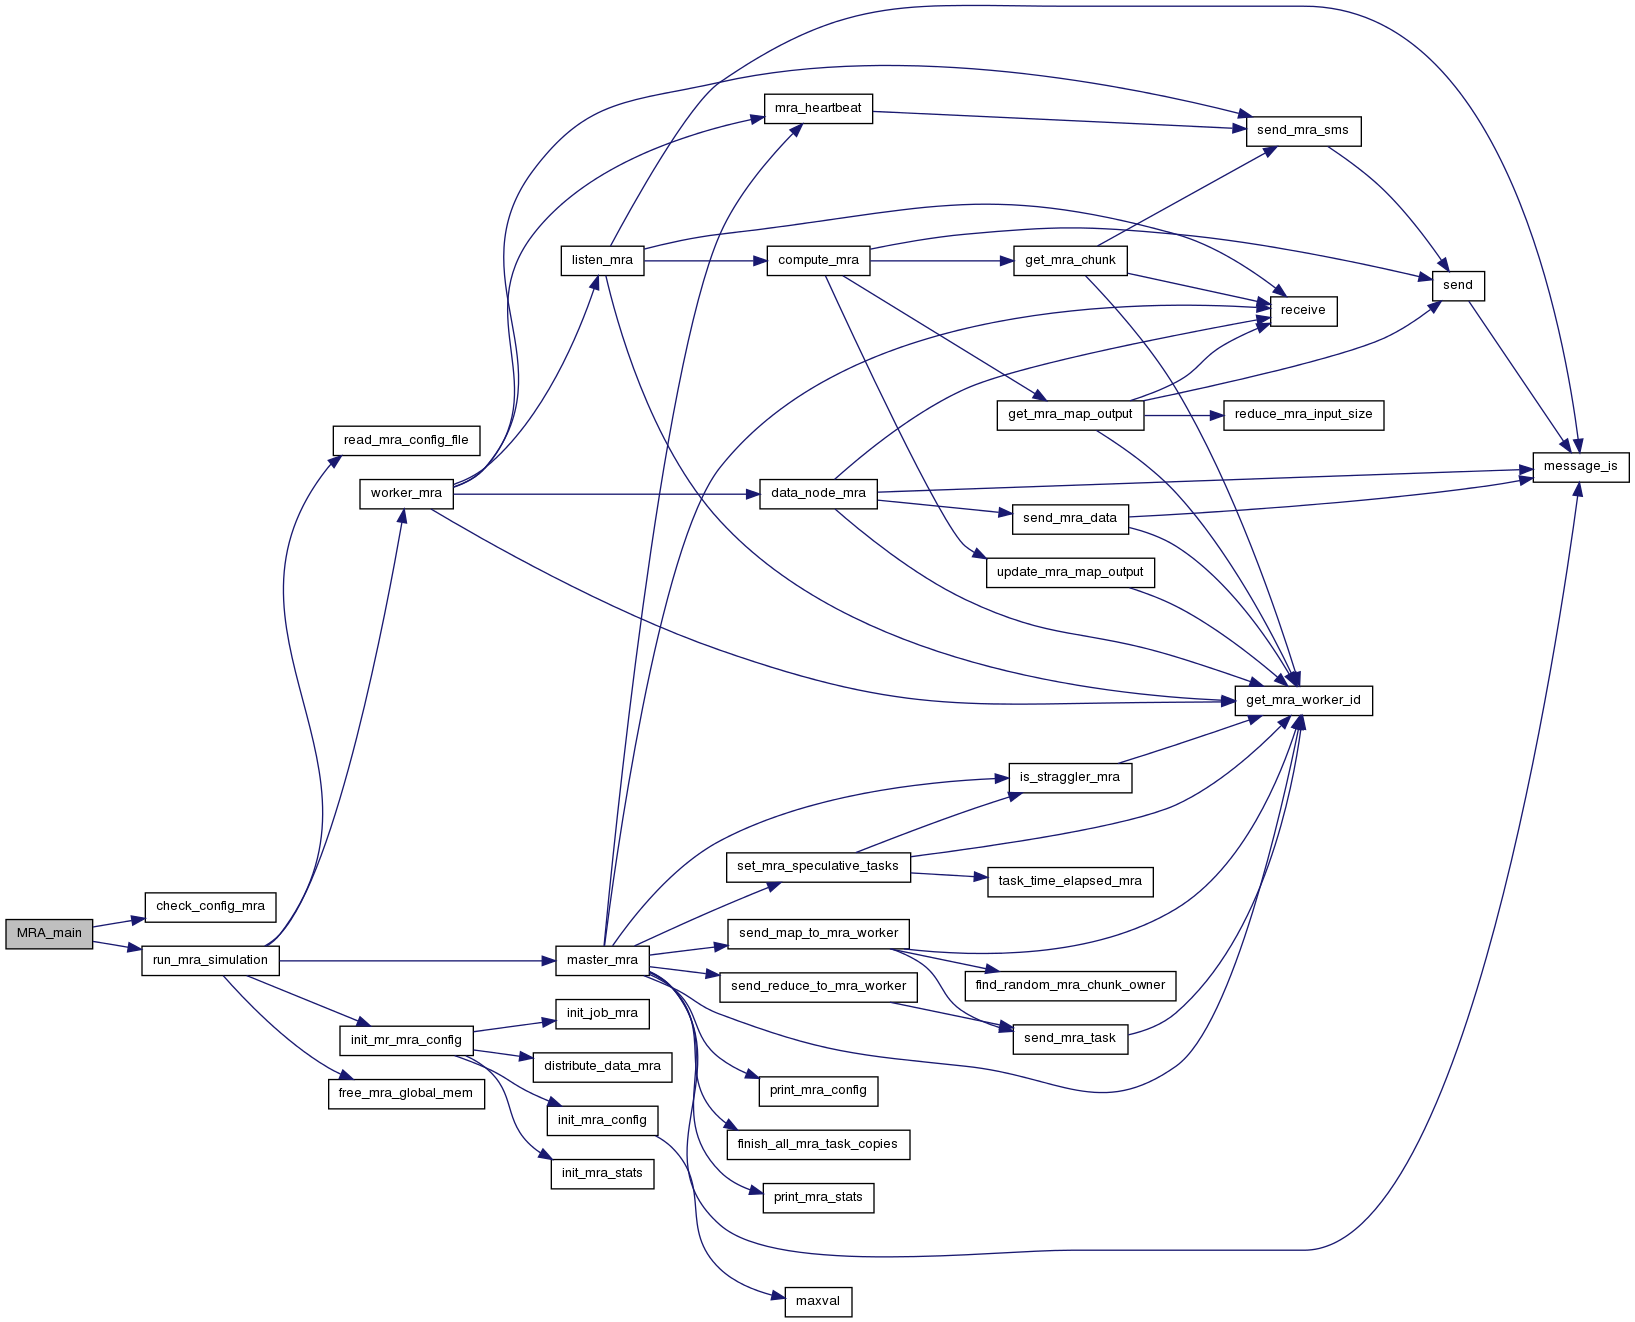 mra_heartbeat
send_mra_sms
listen_mra
compute_mra
get_mra_chunk
send
receive
get_mra_map_output
reduce_mra_input_size
read_mra_config_file
message_is
worker_mra
data_node_mra
send_mra_data
update_mra_map_output
get_mra_worker_id
is_straggler_mra
set_mra_speculative_tasks
task_time_elapsed_mra
check_config_mra
MRA_main
send_map_to_mra_worker
run_mra_simulation
master_mra
find_random_mra_chunk_owner
send_reduce_to_mra_worker
init_job_mra
init_mr_mra_config
send_mra_task
distribute_data_mra
free_mra_global_mem
print_mra_config
init_mra_config
finish_all_mra_task_copies
init_mra_stats
print_mra_stats
maxval